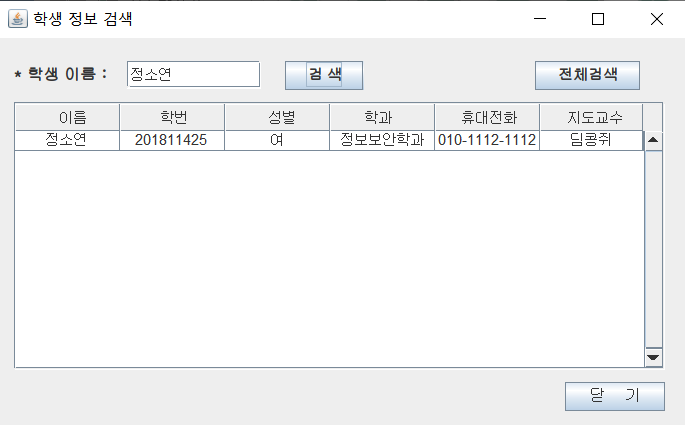 학생 정보 검색
* 학생 이름 : 정소연 검 색 전체검색
이름 학번 성별 학과 휴대전화 지도교수
정소연 201811425 여 정보보안학과 010-1112-1112 딤콩쥐
닫 기